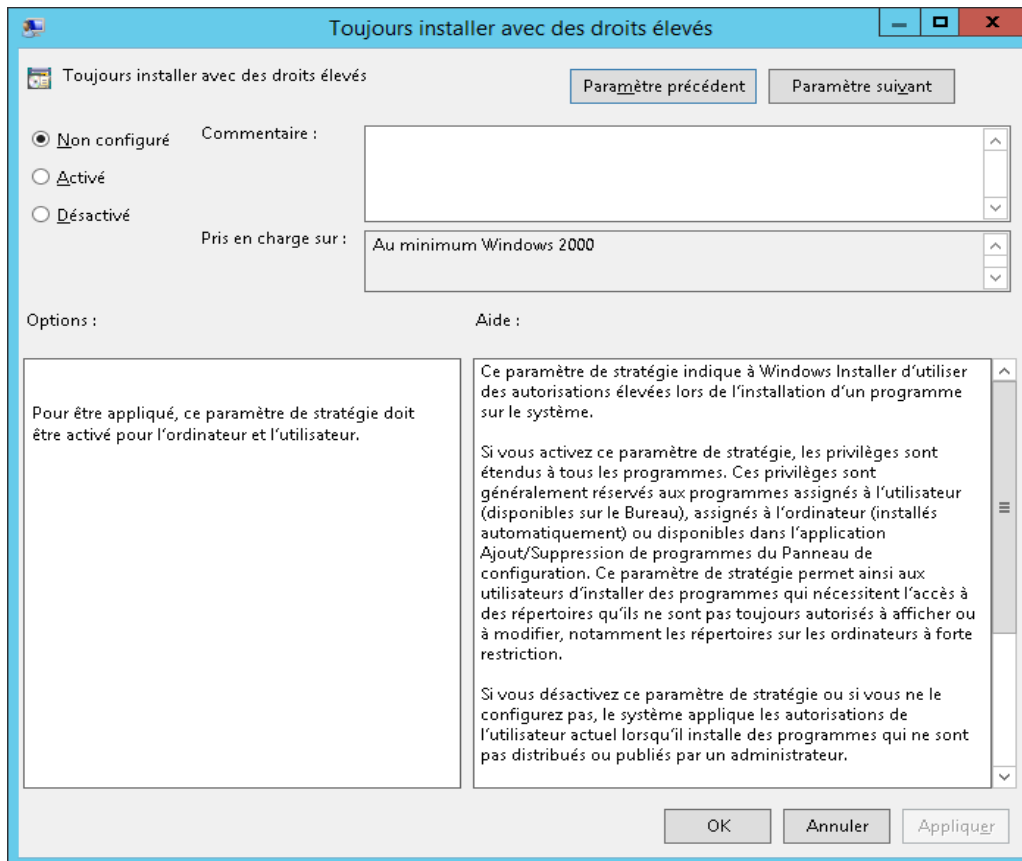 Toujours installer avec des droits élevés
Toujours installer avec des droits élevés
Paramètre précédent
Paramètre suivant
Non configuré
Commentaire :
Activé
Désactivé
Pris en charge sur :
Au minimum Windows 2000
Options :
Aide :
Pour être appliqué, ce paramètre de stratégie doit
être activé pour l'ordinateur et l'utilisateur.
Ce paramètre de stratégie indique à Windows Installer d'utiliser
des autorisations élevées lors de l'installation d'un programme
sur le système.
Si vous activez ce paramètre de stratégie, les privilèges sont
étendus à tous les programmes. Ces privilèges sont
généralement réservés aux programmes assignés à l'utilisateur
(disponibles sur le Bureau), assignés à l'ordinateur (installés
automatiquement) ou disponibles dans l'application
Ajout/Suppression de programmes du Panneau de
configuration. Ce paramètre de stratégie permet ainsi aux
utilisateurs d'installer des programmes qui nécessitent l'accès à
des répertoires qu'ils ne sont pas toujours autorisés à afficher ou
à modifier, notamment les répertoires sur les ordinateurs à forte
restriction.
Si vous désactivez ce paramètre de stratégie ou si vous ne le
configurez pas, le système applique les autorisations de
l'utilisateur actuel lorsqu'il installe des programmes qui ne sont
pas distribués ou publiés par un administrateur.
OK
Annuler
Appliquer